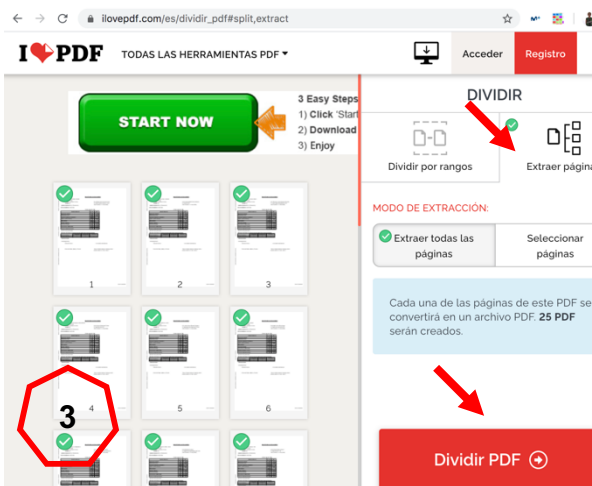 ilovepdf.com/es/dividir_pdf#split,extract
I PDF
TODAS LAS HERRAMIENTAS PDF
Acceder
Registro
START NOW
3 Easy Steps
1) Click 'Start
2) Download
3) Enjoy
1
2
3
4
5
6
3
DIVIDIR
Dividir por rangos
Extraer págin
MODO DE EXTRACCIÓN:
Extraer todas las
páginas
Seleccionar
páginas
Cada una de las páginas de este PDF se
convertirá en un archivo PDF. 25 PDF
serán creados.
Dividir PDF